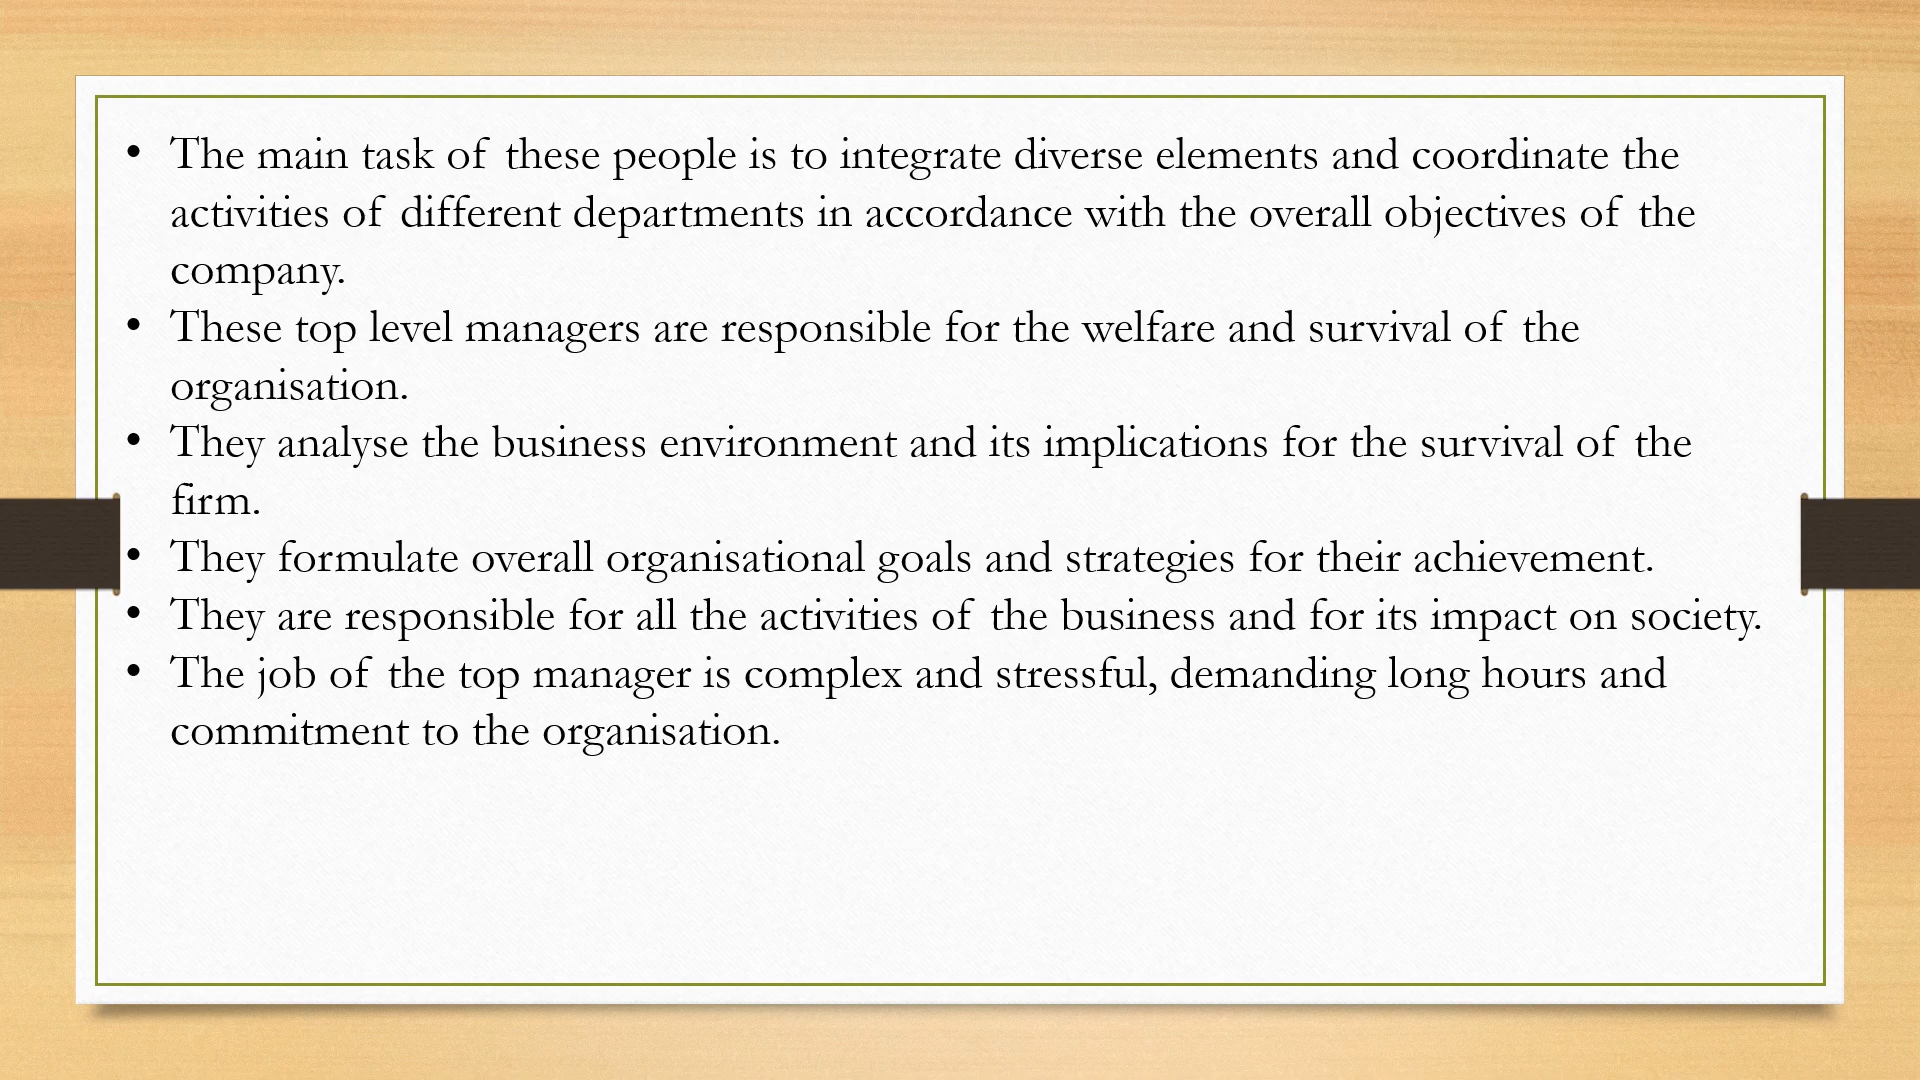 • The main task of these people is to integrate diverse elements and coordinate the
activities of different departments in accordance with the overall objectives of the
company.
• These top level managers are responsible for the welfare and survival of the
organisation.
• They analyse the business environment and its implications for the survival of the
firm.
• They formulate overall organisational goals and strategies for their achievement.
• They are responsible for all the activities of the business and for its impact on society.
• The job of the top manager is complex and stressful, demanding long hours and
commitment to the organisation.